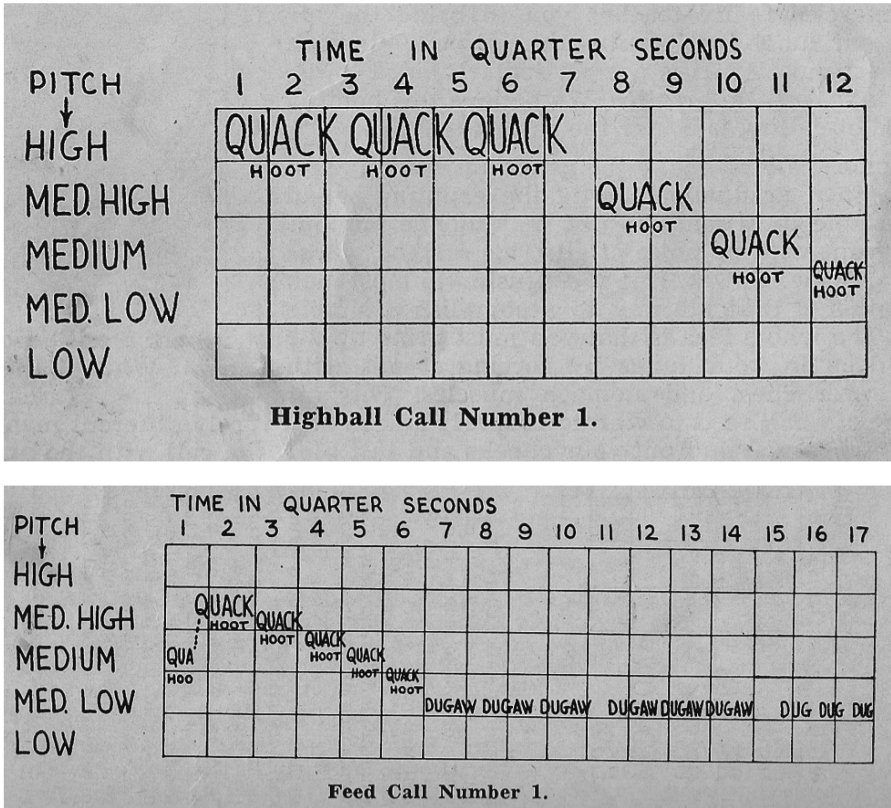 TIME IN QUARTER SECONDS
PITCH 1 2 3 4 5 6 7 8 9 10 11 12
HIGH QUACK QUACK QUACK
HOOT HOOT HOOT
MED. HIGH QUACK
HOOT
MEDIUM QUACK
HOOT QUACK
MED. LOW HOOT
LOW
Highball Call Number 1.
TIME IN QUARTER SECONDS
PITCH 1 2 3 4 5 6 7 8 9 10 11 12 13 14 15 16 17
HIGH
MED. HIGH QUACK QUACK
HOOT HOOT QUACK
MEDIUM QUA HOOT QUACK
HOO HOOT QUACK
HOOT
MED. LOW DUGAW DUGAW DUGAW DUGAW DUGAW DUGAW DUG DUG DUG
LOW
Feed Call Number 1.